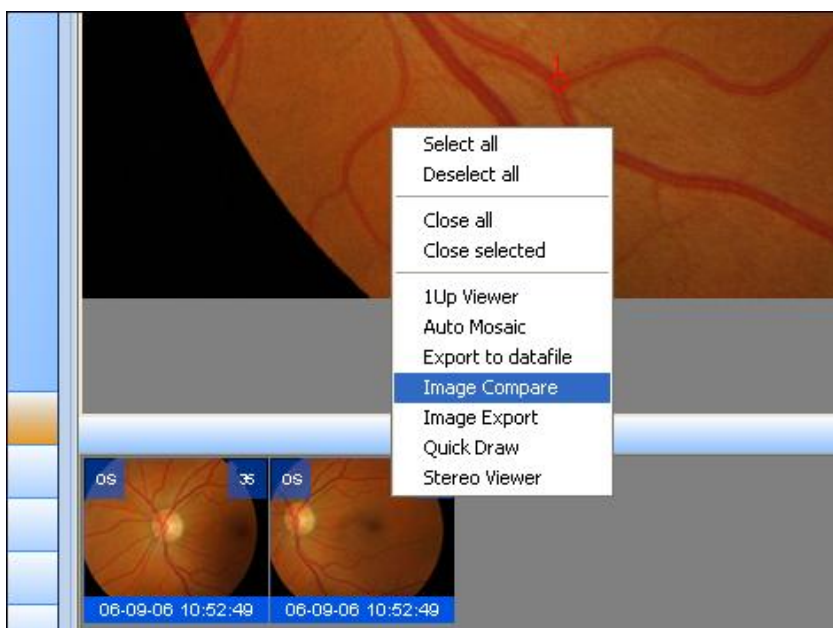 1
Select all
Deselect all
Close all
Close selected
1Up Viewer
Auto Mosaic
Export to datafile
Image Compare
Image Export
Quick Draw
Stereo Viewer
OS 35 OS
06-09-06 10:52:49 06-09-06 10:52:49